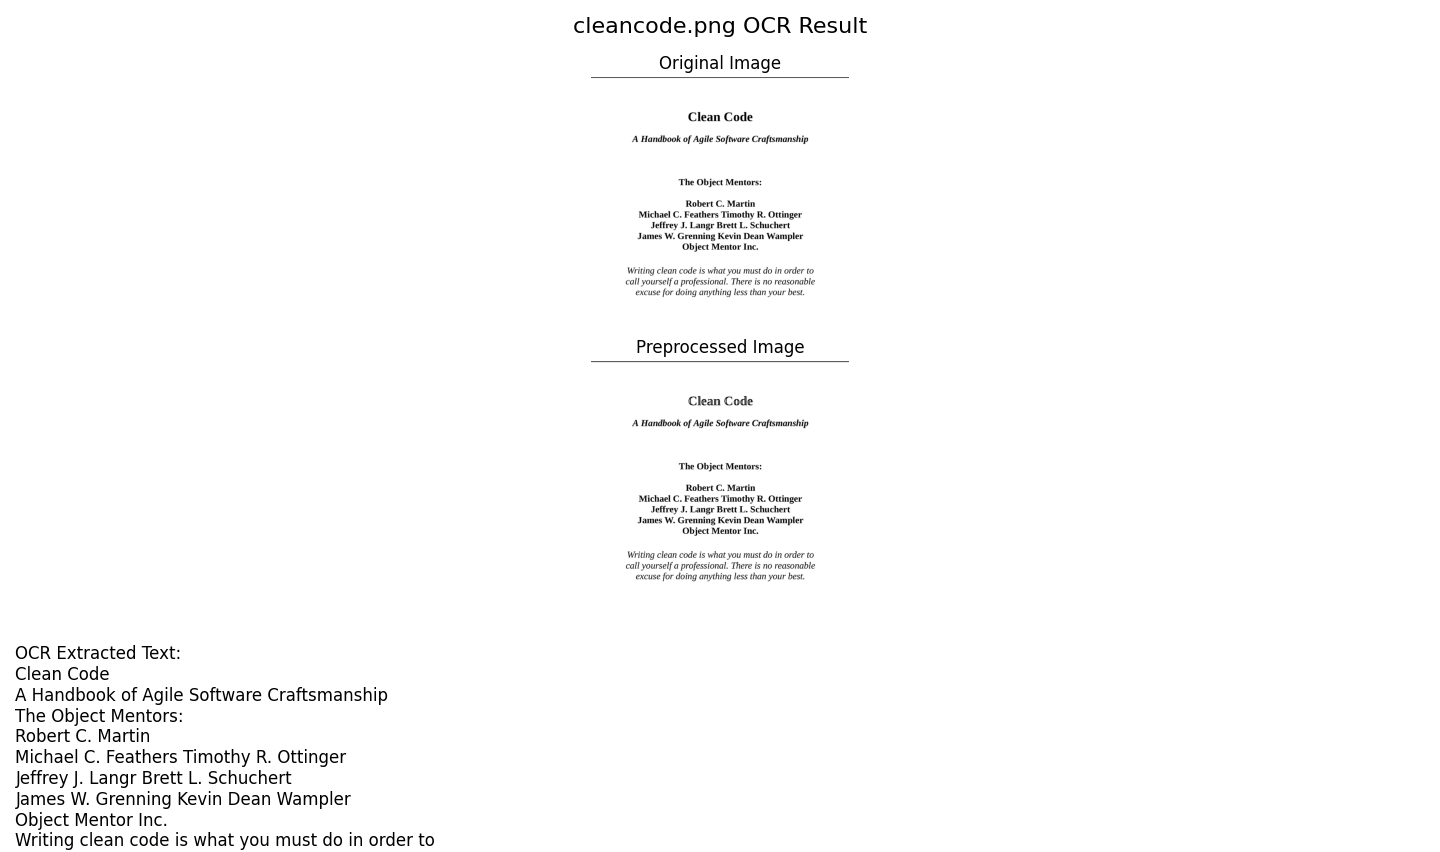 cleancode.png OCR Result
Original Image
Clean Code
A Handbook of Agile Software Craftsmanship
The Object Mentors:
Robert C. Martin
Michael C. Feathers Timothy R. Ottinger
Jeffrey J. Langr Brett L. Schuchert
James W. Grenning Kevin Dean Wampler
Object Mentor Inc.
Writing clean code is what you must do in order to
call yourself a professional. There is no reasonable
excuse for doing anything less than your best.
Preprocessed Image
Clean Code
A Handbook of Agile Software Craftsmanship
The Object Mentors:
Robert C. Martin
Michael C. Feathers Timothy R. Ottinger
Jeffrey J. Langr Brett L. Schuchert
James W. Grenning Kevin Dean Wampler
Object Mentor Inc.
Writing clean code is what you must do in order to
call yourself a professional. There is no reasonable
excuse for doing anything less than your best.
OCR Extracted Text:
Clean Code
A Handbook of Agile Software Craftsmanship
The Object Mentors:
Robert C. Martin
Michael C. Feathers Timothy R. Ottinger
Jeffrey J. Langr Brett L. Schuchert
James W. Grenning Kevin Dean Wampler
Object Mentor Inc.
Writing clean code is what you must do in order to